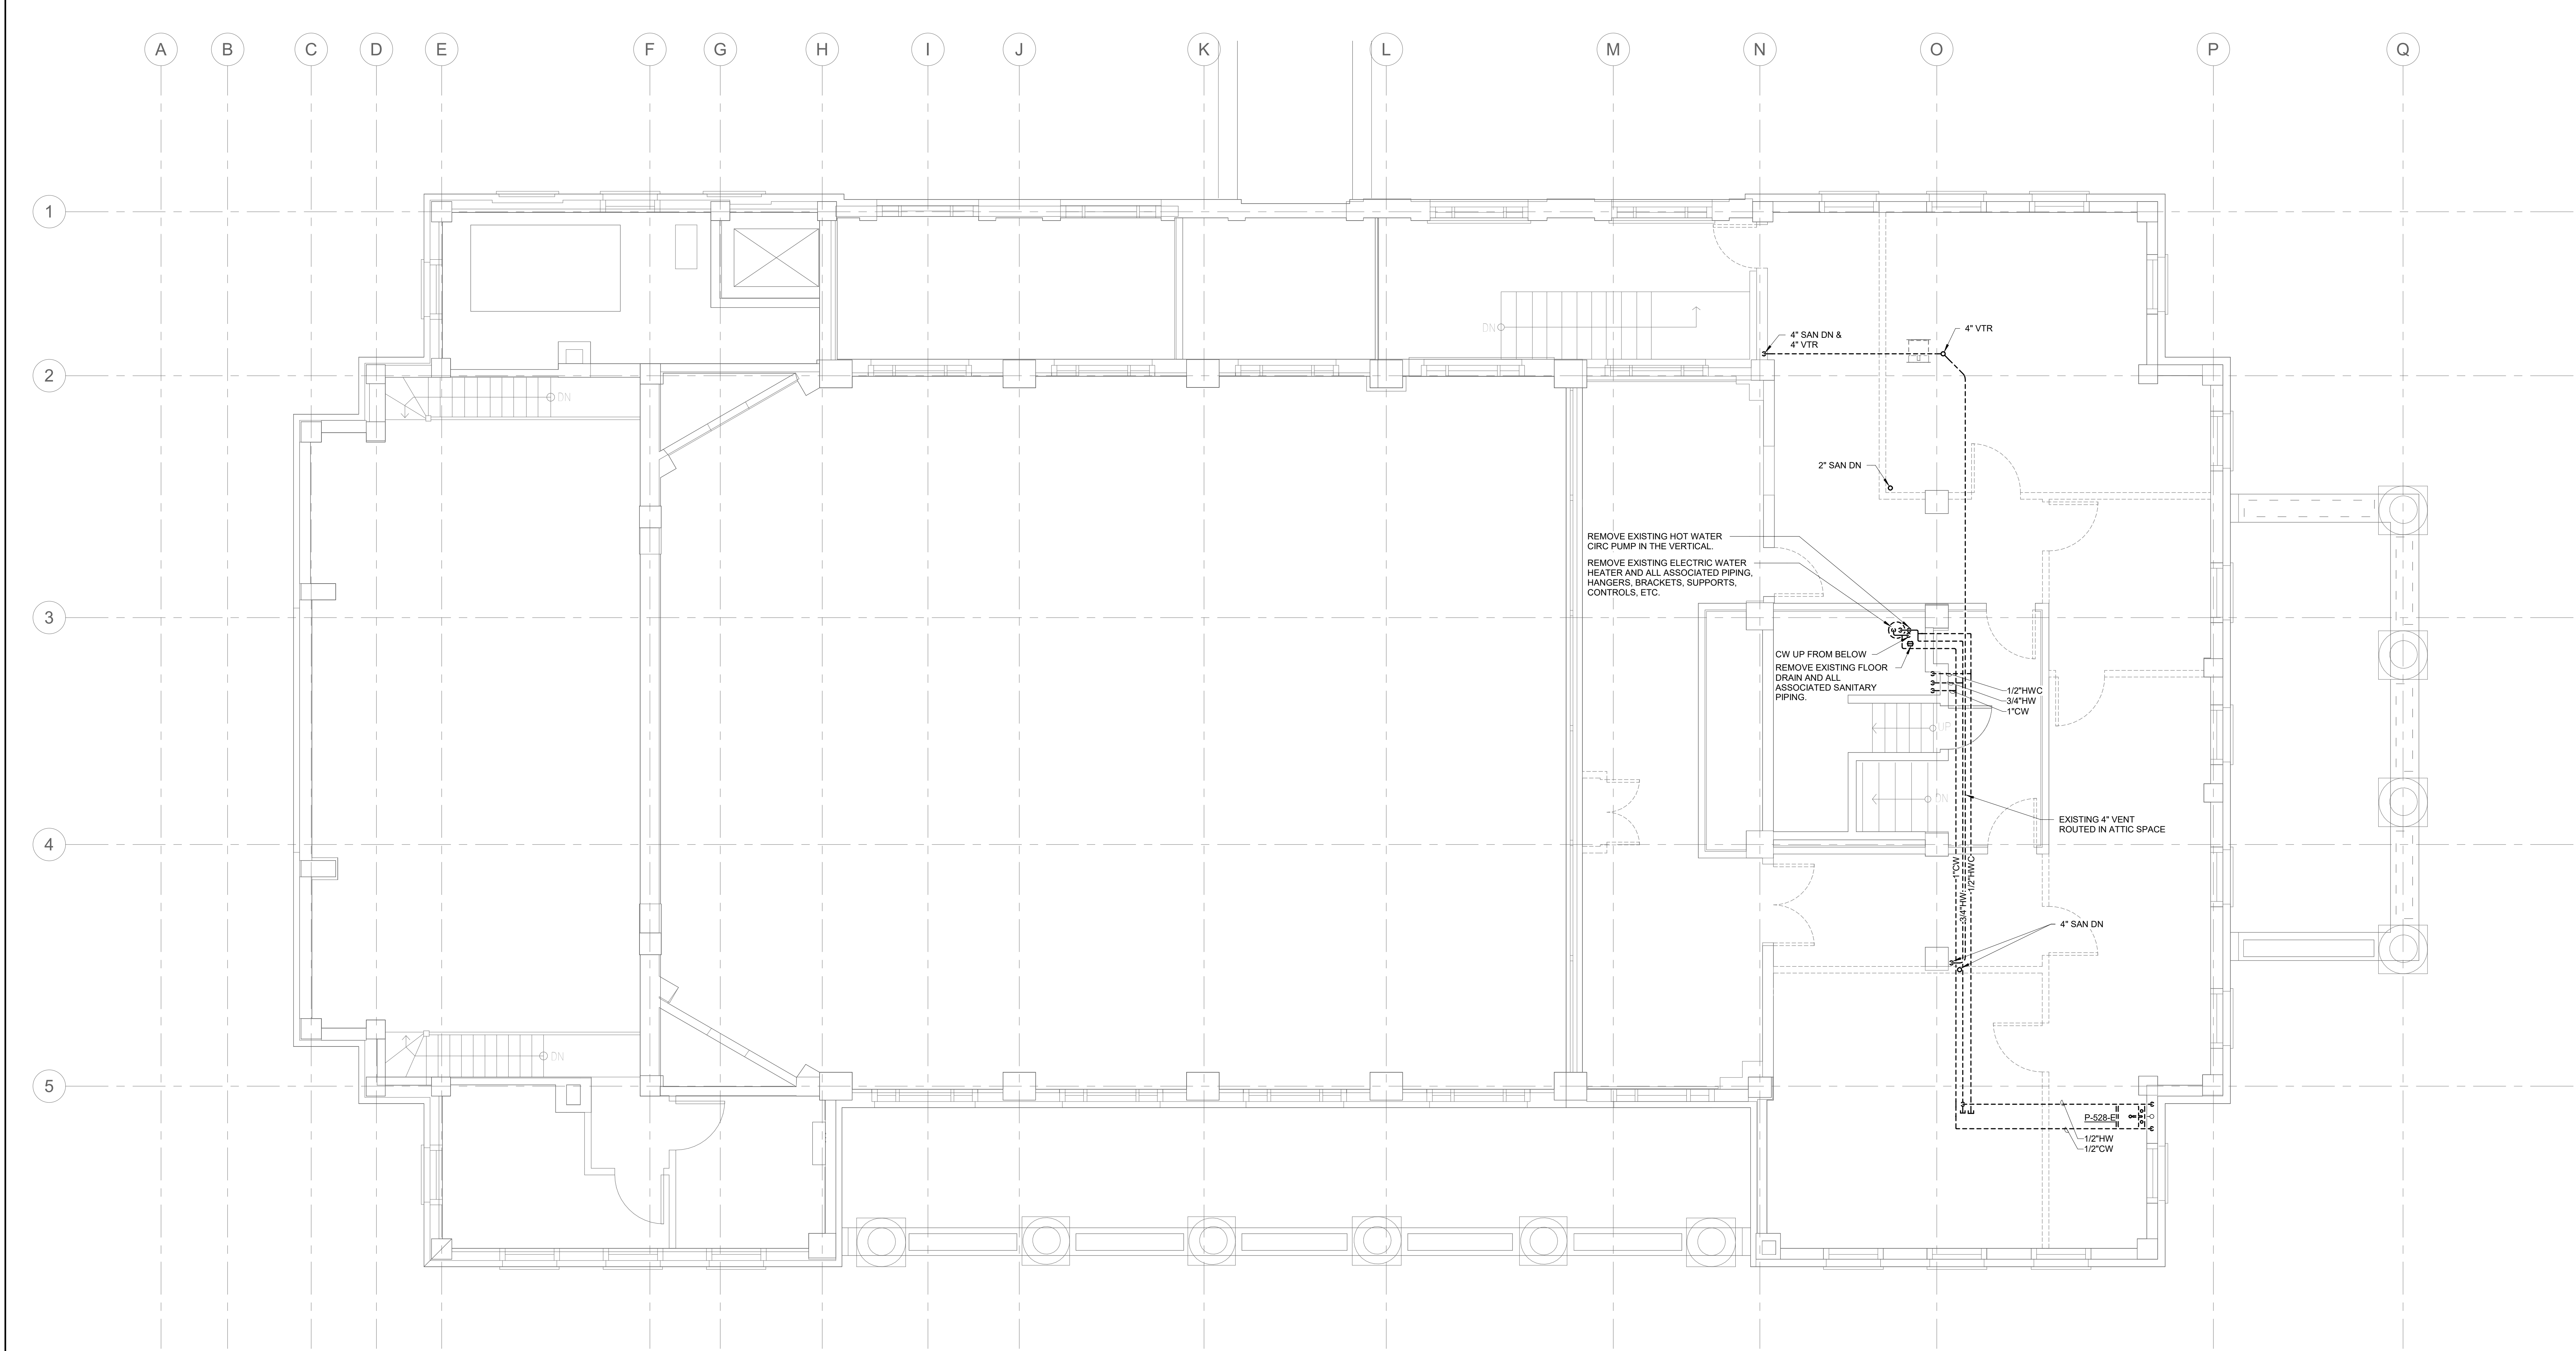 A
B
C
D
E
F
G
H
I
J
K
L
M
N
O
P
Q
1
2
3
4
5
DN
4" SAN DN &
4" VTR
4" VTR
DN
2" SAN DN
REMOVE EXISTING HOT WATER
CIRC PUMP IN THE VERTICAL.
REMOVE EXISTING ELECTRIC WATER
HEATER AND ALL ASSOCIATED PIPING,
HANGERS, BRACKETS, SUPPORTS,
CONTROLS, ETC.
CW UP FROM BELOW
REMOVE EXISTING FLOOR
DRAIN AND ALL
ASSOCIATED SANITARY
PIPING.
1/2"HWC
3/4"HW
1"CW
UP
DN
EXISTING 4" VENT
ROUTED IN ATTIC SPACE
1"CW
3/4"HW
1/2"HWC
4" SAN DN
DN
P-528-E
1/2"HW
1/2"CW